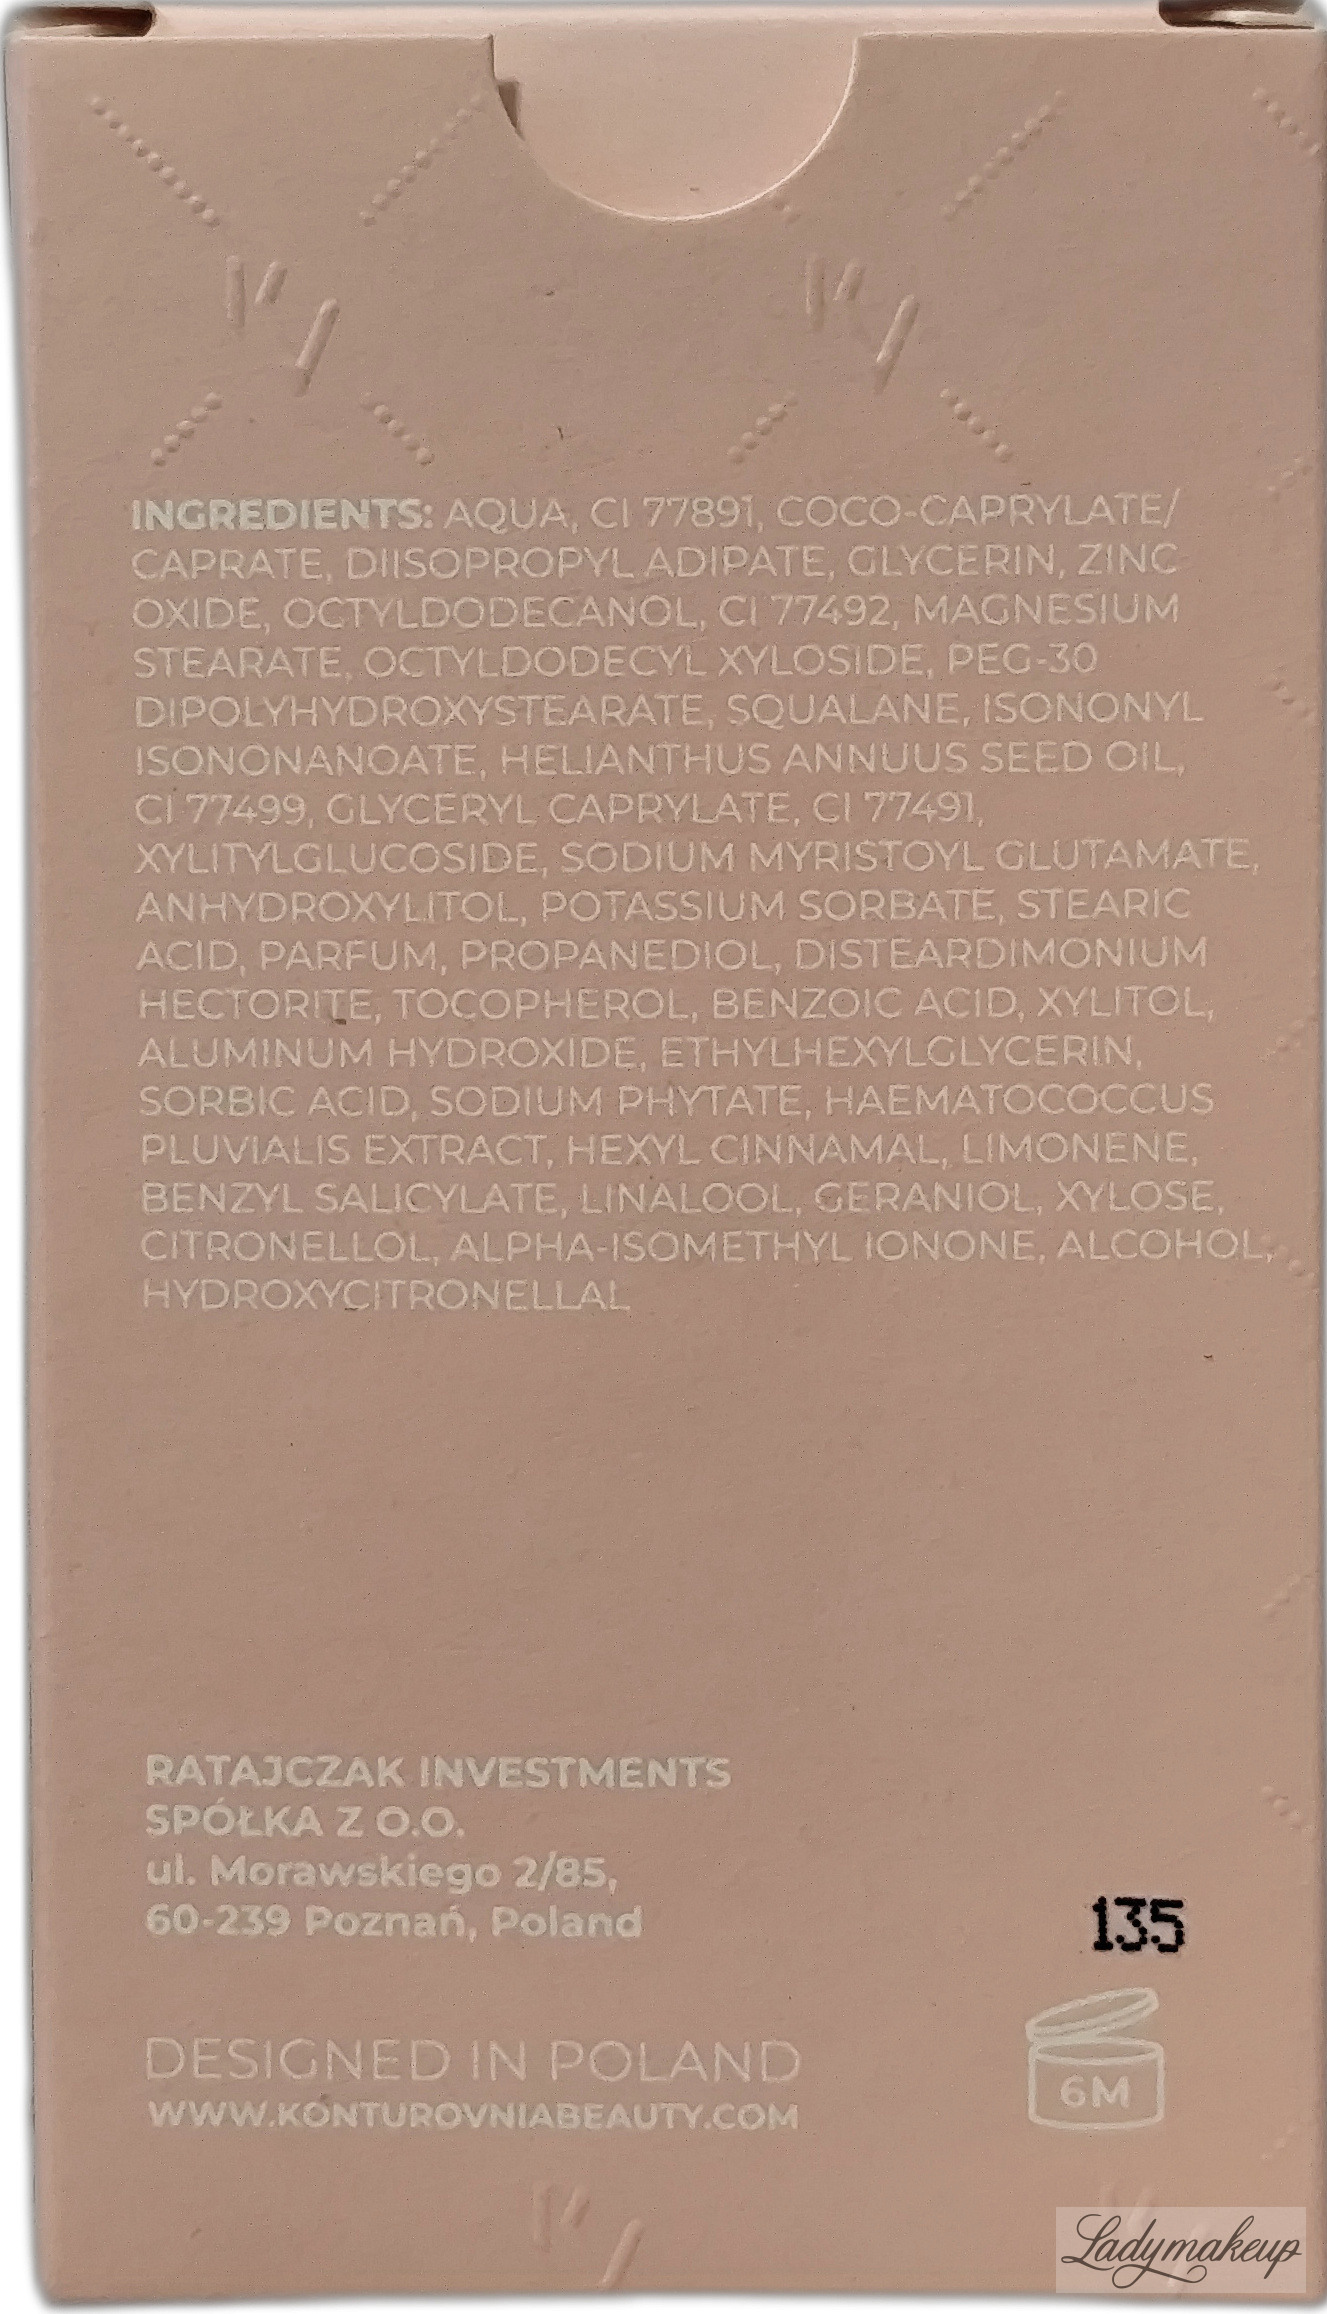 INGREDIENTS: AQUA, CI 77891, COCO-CAPRYLATE/
CAPRATE, DIISOPROPYL ADIPATE, GLYCERIN, ZINC
OXIDE, OCTYLDODECANOL, CI 77492, MAGNESIUM
STEARATE, OCTYLDODECYL XYLOSIDE, PEG-30
DIPOLYHYDROXYSTEARATE, SQUALANE, ISONONYL
ISONONANOATE, HELIANTHUS ANNUUS SEED OIL,
CI 77499, GLYCERYL CAPRYLATE, CI 77491,
XYLITYLGLUCOSIDE, SODIUM MYRISTOYL GLUTAMATE,
ANHYDROXYLITOL, POTASSIUM SORBATE, STEARIC
ACID, PARFUM, PROPANEDIOL, DISTEARDIMONIUM
HECTORITE, TOCOPHEROL, BENZOIC ACID, XYLITOL,
ALUMINUM HYDROXIDE, ETHYLHEXYLGLYCERIN,
SORBIC ACID, SODIUM PHYTATE, HAEMATOCOCCUS
PLUVIALIS EXTRACT, HEXYL CINNAMAL, LIMONENE,
BENZYL SALICYLATE, LINALOOL, GERANIOL, XYLOSE,
CITRONELLOL, ALPHA-ISOMETHYL IONONE, ALCOHOL,
HYDROXYCITRONELLAL
RATAJCZAK INVESTMENTS
SPÓŁKA Z O.O.
ul. Morawskiego 2/85,
60-239 Poznań, Poland
135
DESIGNED IN POLAND
WWW.KONTUROVNIABEAUTY.COM
6M
Ladymakeup